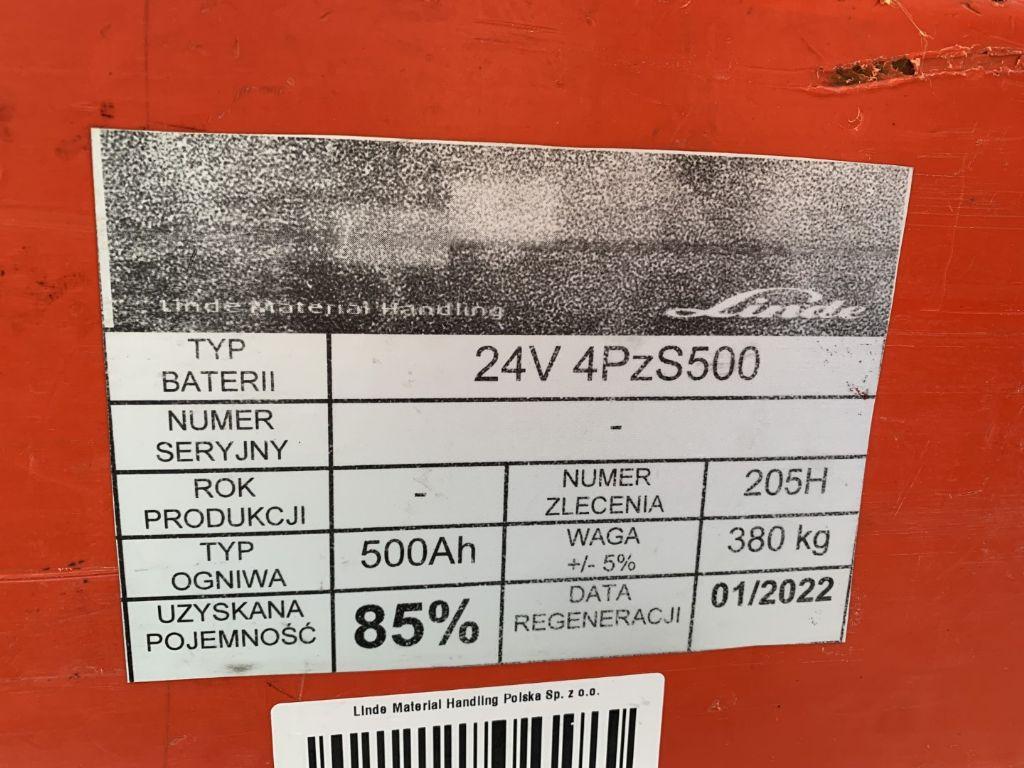 Linde Material Handling
Linde
TYP
BATERII
24V 4PzS500
NUMER
SERYJNY
-
ROK
PRODUKCJI
-
NUMER
ZLECENIA
205H
TYP
OGNIWA
500Ah
WAGA
+/- 5%
380 kg
UZYSKANA
POJEMNOŚĆ
85%
DATA
REGENERACJI
01/2022
Linde Material Handling Polska Sp. z o.o.